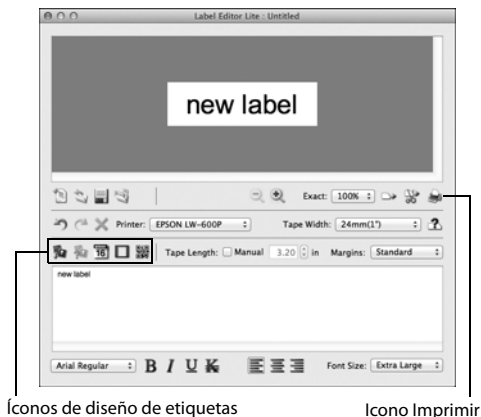 Label Editor Lite : Untitled
new label
Exact: 100%
Printer: EPSON LW-600P Tape Width: 24mm(1") ?
16 Tape Length: Manual 3.20 in Margins: Standard
new label
Arial Regular B I U K Font Size: Extra Large
Íconos de diseño de etiquetas
Icono Imprimir